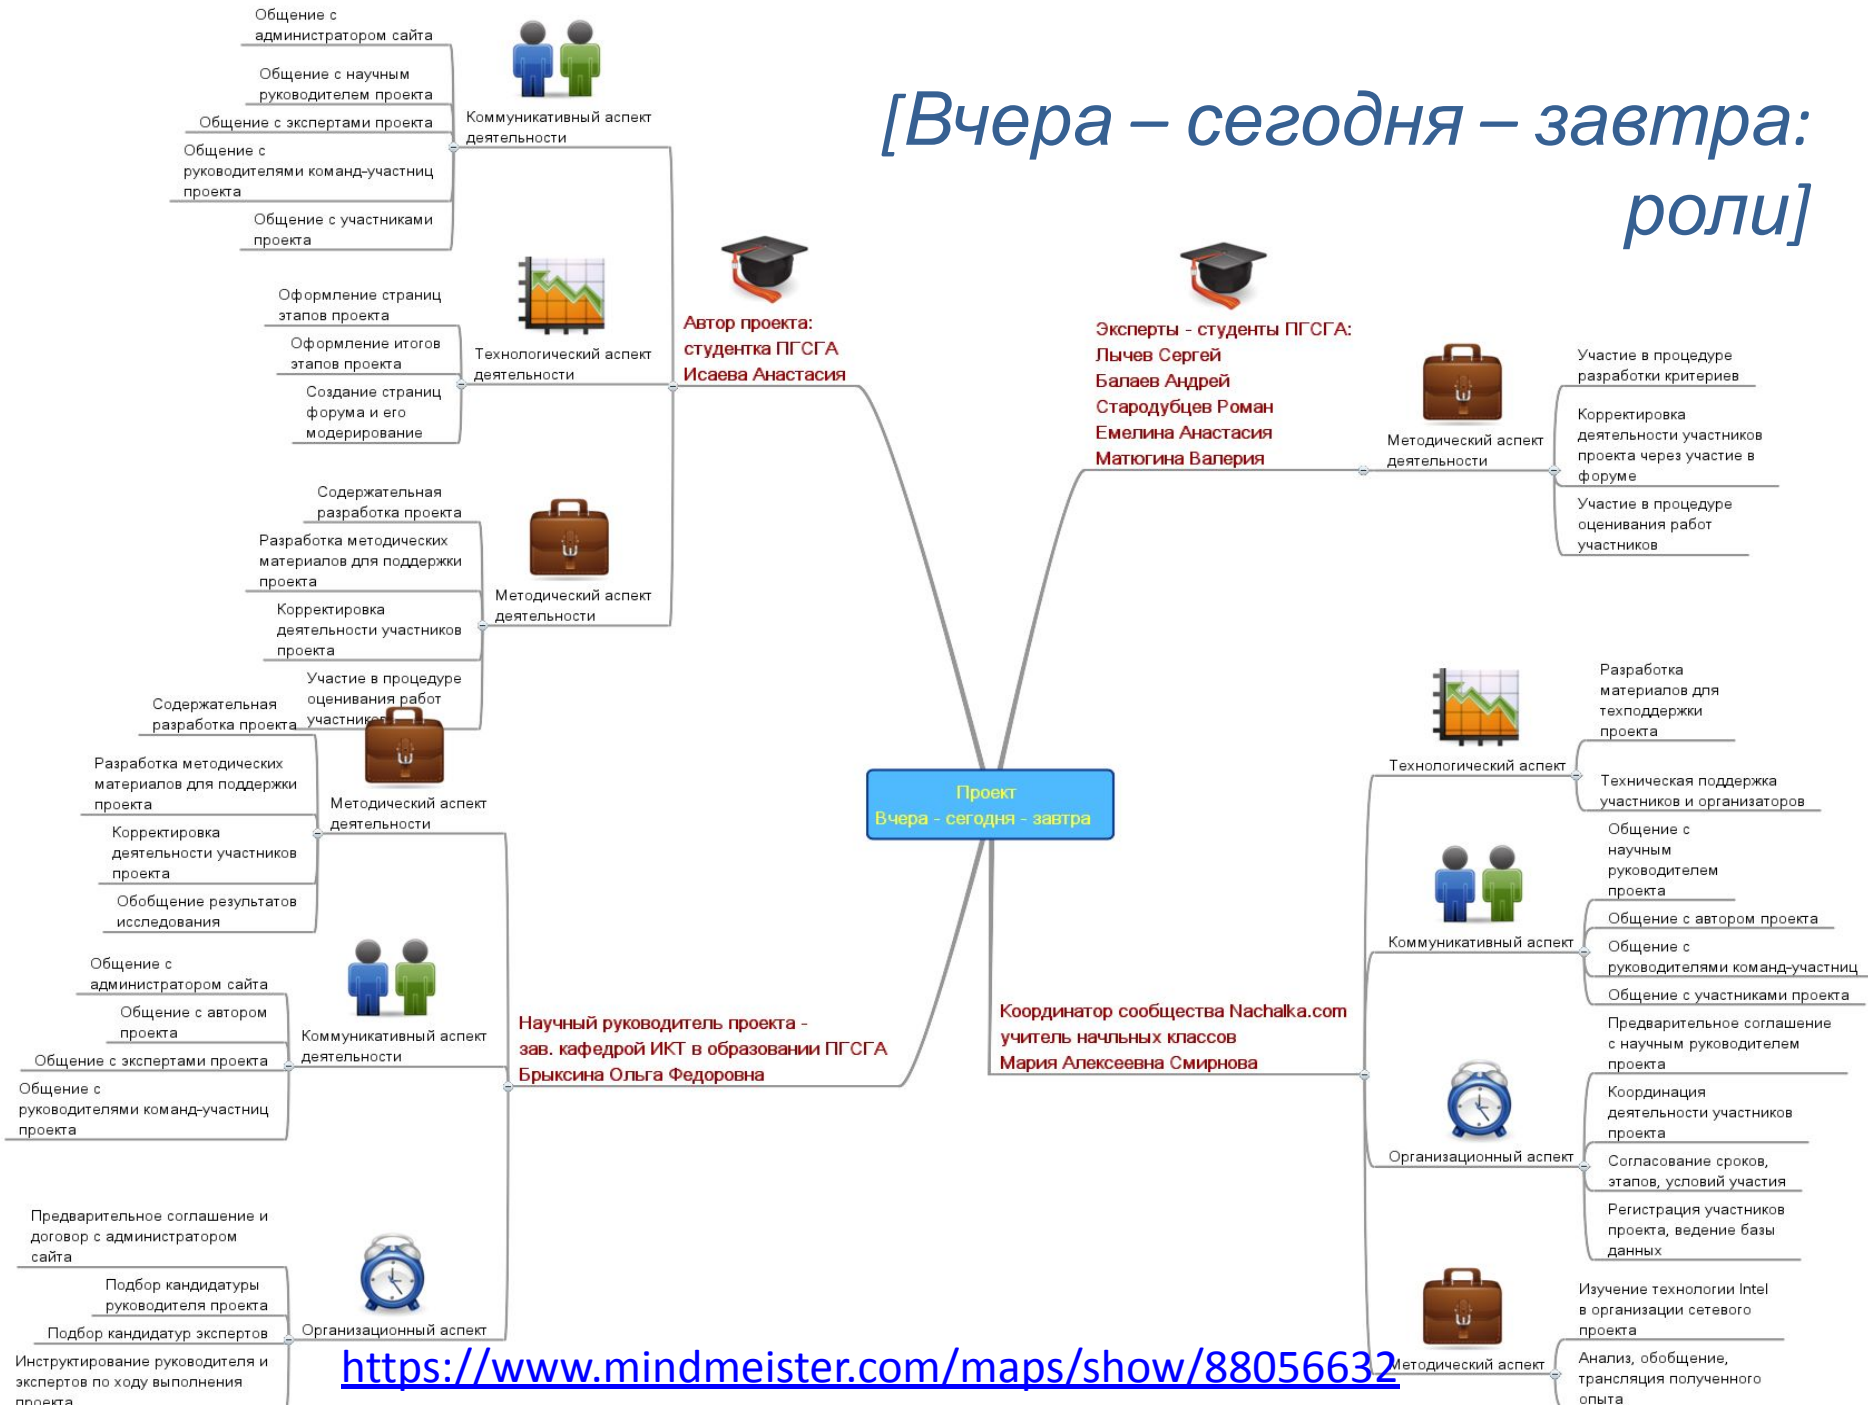 [Вчера – сегодня – завтра:
роли]
Общение с
администратором сайта
Общение с научным
руководителем проекта
Общение с экспертами проекта
Общение с
руководителями команд-участниц
проекта
Общение с участниками
проекта
Коммуникативный аспект
деятельности
Оформление страниц
этапов проекта
Оформление итогов
этапов проекта
Создание страниц
форума и его
модерирование
Технологический аспект
деятельности
Содержательная
разработка проекта
Разработка методических
материалов для поддержки
проекта
Корректировка
деятельности участников
проекта
Участие в процедуре
оценивания работ
Методический аспект
деятельности
Автор проекта:
студентка ПГСГА
Исаева Анастасия
Эксперты - студенты ПГСГА:
Лычев Сергей
Балаев Андрей
Стародубцев Роман
Емелина Анастасия
Матюгина Валерия
Методический аспект
деятельности
Участие в процедуре
разработки критериев
Корректировка
деятельности участников
проекта через участие в
форуме
Участие в процедуре
оценивания работ
участников
Проект
Вчера - сегодня - завтра
Содержательная
разработка проекта
Разработка методических
материалов для поддержки
проекта
Корректировка
деятельности участников
проекта
Обобщение результатов
исследования
Методический аспект
деятельности
Общение с
администратором сайта
Общение с автором
проекта
Общение с экспертами проекта
Общение с
руководителями команд-участниц
проекта
Коммуникативный аспект
деятельности
Предварительное соглашение и
договор с администратором
сайта
Подбор кандидатуры
руководителя проекта
Подбор кандидатур экспертов
Инструктирование руководителя и
экспертов по ходу выполнения
проекта
Организационный аспект
Научный руководитель проекта -
зав. кафедрой ИКТ в образовании ПГСГА
Брыксина Ольга Федоровна
Координатор сообщества Nachalka.com
учитель начльных классов
Мария Алексеевна Смирнова
Технологический аспект
Разработка
материалов для
техподдержки
проекта
Техническая поддержка
участников и организаторов
Коммуникативный аспект
Общение с
научным
руководителем
проекта
Общение с автором проекта
Общение с
руководителями команд-участниц
Общение с участниками проекта
Организационный аспект
Предварительное соглашение
с научным руководителем
проекта
Координация
деятельности участников
проекта
Согласование сроков,
этапов, условий участия
Регистрация участников
проекта, ведение базы
данных
Методический аспект
Изучение технологии Intel
в организации сетевого
проекта
Анализ, обобщение,
трансляция полученного
опыта
https://www.mindmeister.com/maps/show/88056632